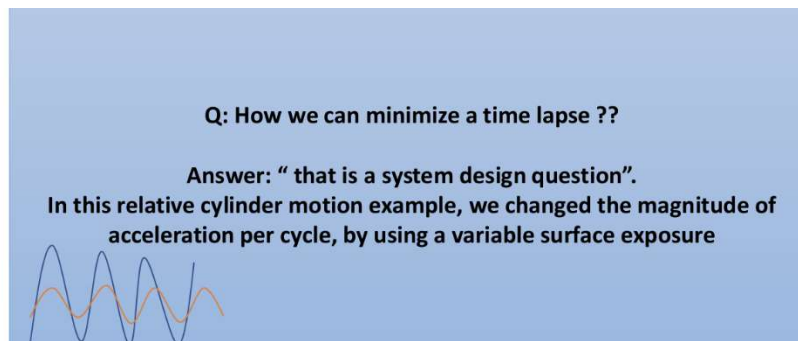 Q: How we can minimize a time lapse ??
Answer: “ that is a system design question”.
In this relative cylinder motion example, we changed the magnitude of
acceleration per cycle, by using a variable surface exposure